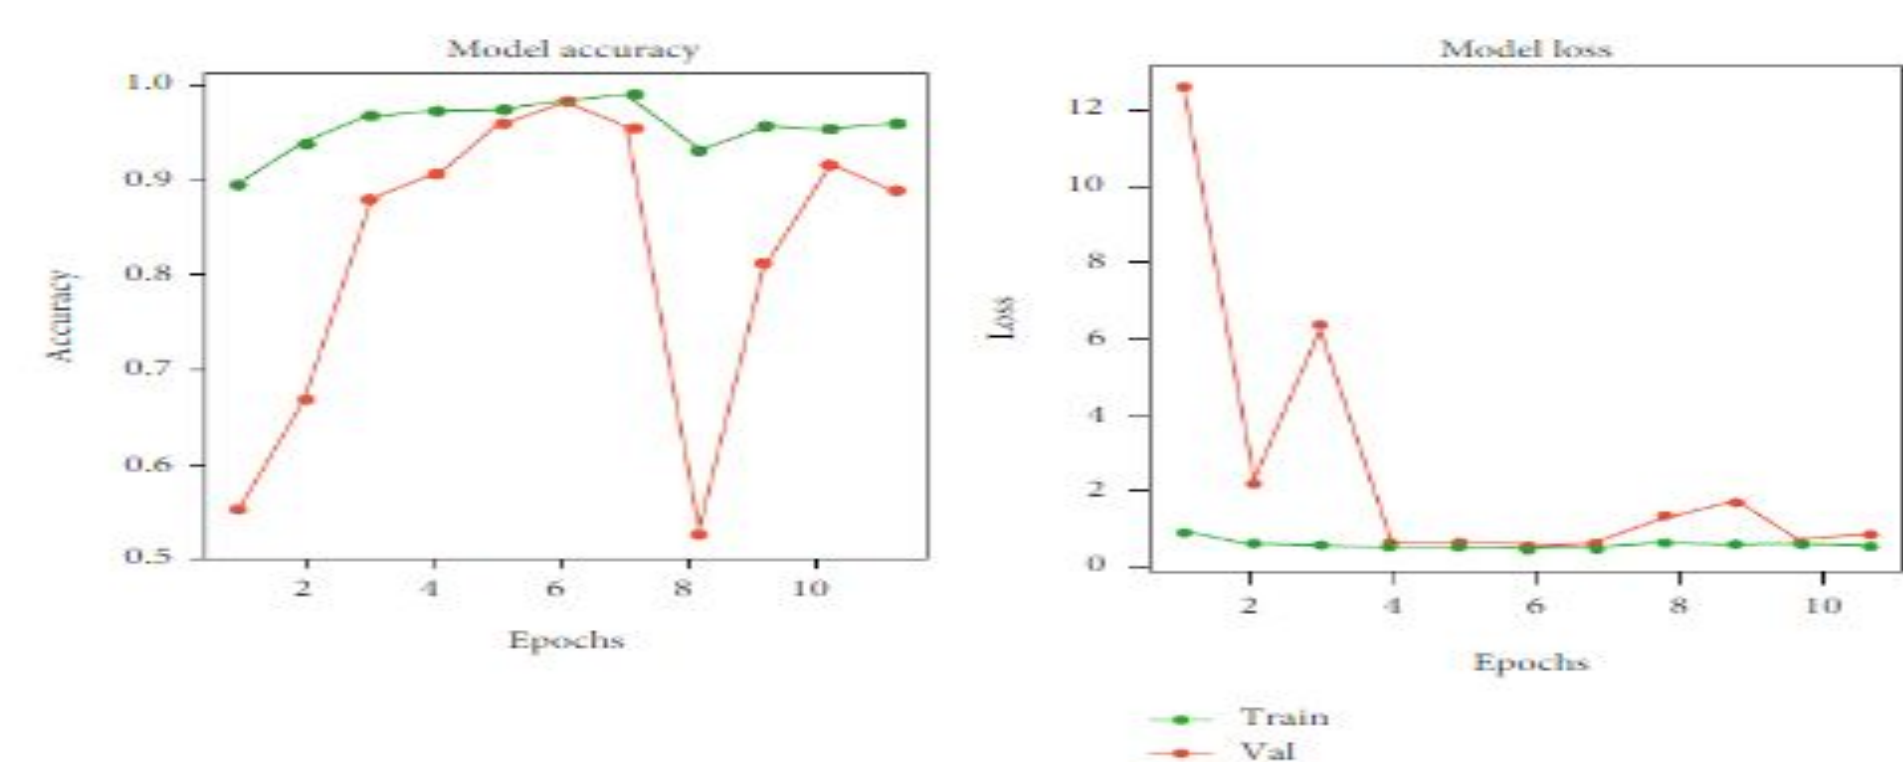 Model accuracy
1.0
0.9
0.8
0.7
0.6
0.5
Accuracy
2 4 6 8 10
Epochs
Model loss
12
10
8
6
4
2
0
Loss
2 4 6 8 10
Epochs
Train
Val